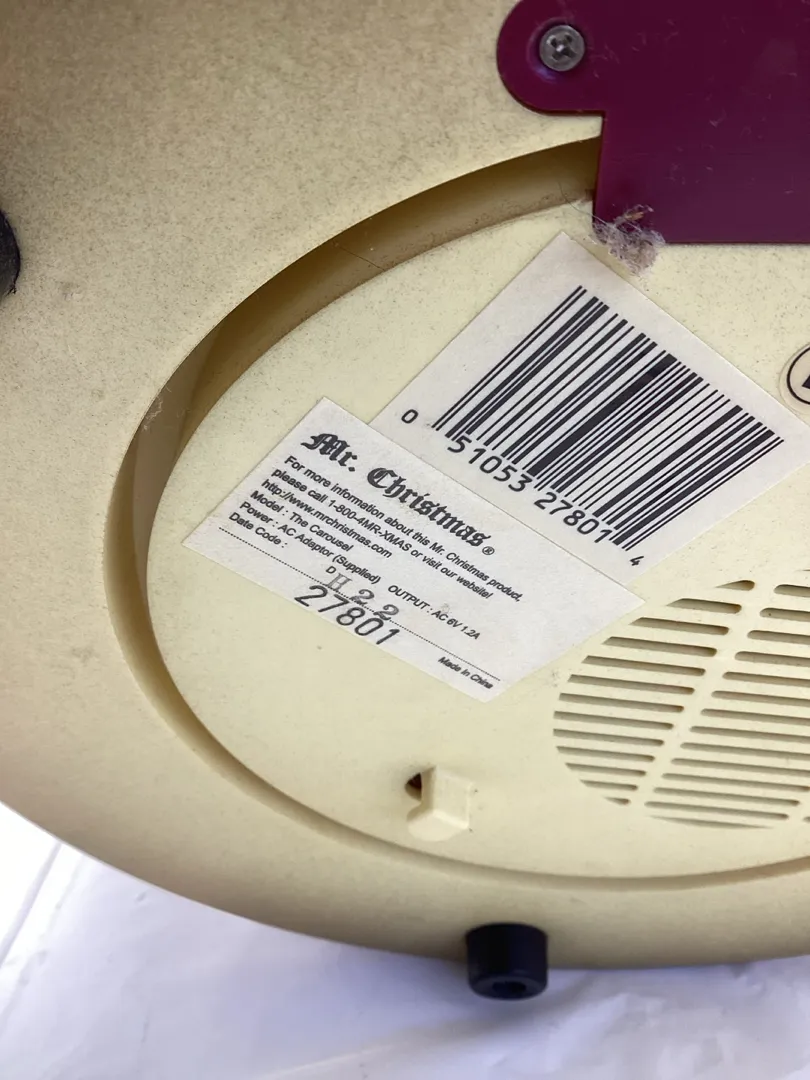 0 51053 27801 4
Mr. Christmas®
For more information about this Mr. Christmas product,
please call 1-800-4MR-XMAS or visit our website!
http://www.mrchristmas.com
Model : The Carousel
Power : AC Adaptor (Supplied) OUTPUT : AC 6V 1.2A
Date Code :
D H 2 2
27801
Made in China